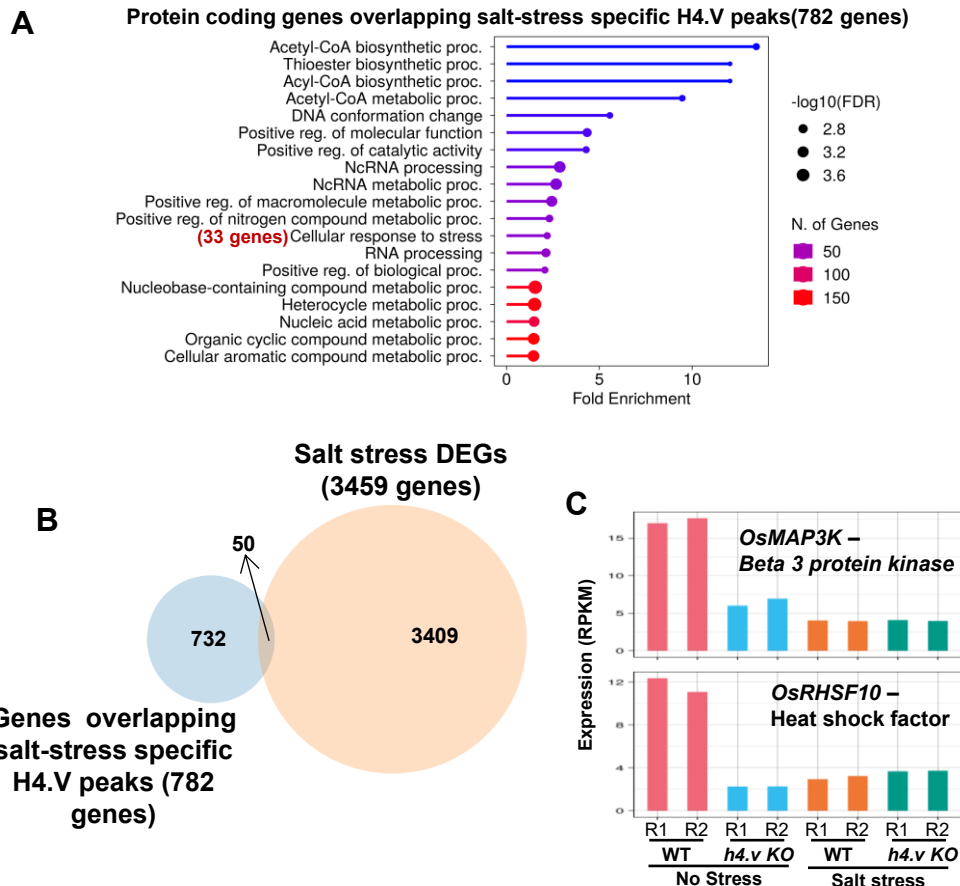 A
Protein coding genes overlapping salt-stress specific H4.V peaks(782 genes)
Acetyl-CoA biosynthetic proc.
Thioester biosynthetic proc.
Acyl-CoA biosynthetic proc.
Acetyl-CoA metabolic proc.
DNA conformation change
Positive reg. of molecular function
Positive reg. of catalytic activity
NcRNA processing
NcRNA metabolic proc.
Positive reg. of macromolecule metabolic proc.
Positive reg. of nitrogen compound metabolic proc.
(33 genes) Cellular response to stress
RNA processing
Positive reg. of biological proc.
Nucleobase-containing compound metabolic proc.
Heterocycle metabolic proc.
Nucleic acid metabolic proc.
Organic cyclic compound metabolic proc.
Cellular aromatic compound metabolic proc.
0 5 10
Fold Enrichment
-log10(FDR)
2.8
3.2
3.6
N. of Genes
50
100
150
B
Salt stress DEGs
(3459 genes)
50
732
3409
Genes overlapping
salt-stress specific
H4.V peaks (782
genes)
C
Expression (RPKM)
OsMAP3K –
Beta 3 protein kinase
15
10
5
0
OsRHSF10 –
Heat shock factor
12
8
4
0
R1 R2 R1 R2 R1 R2 R1 R2
WT h4.v KO WT h4.v KO
No Stress Salt stress